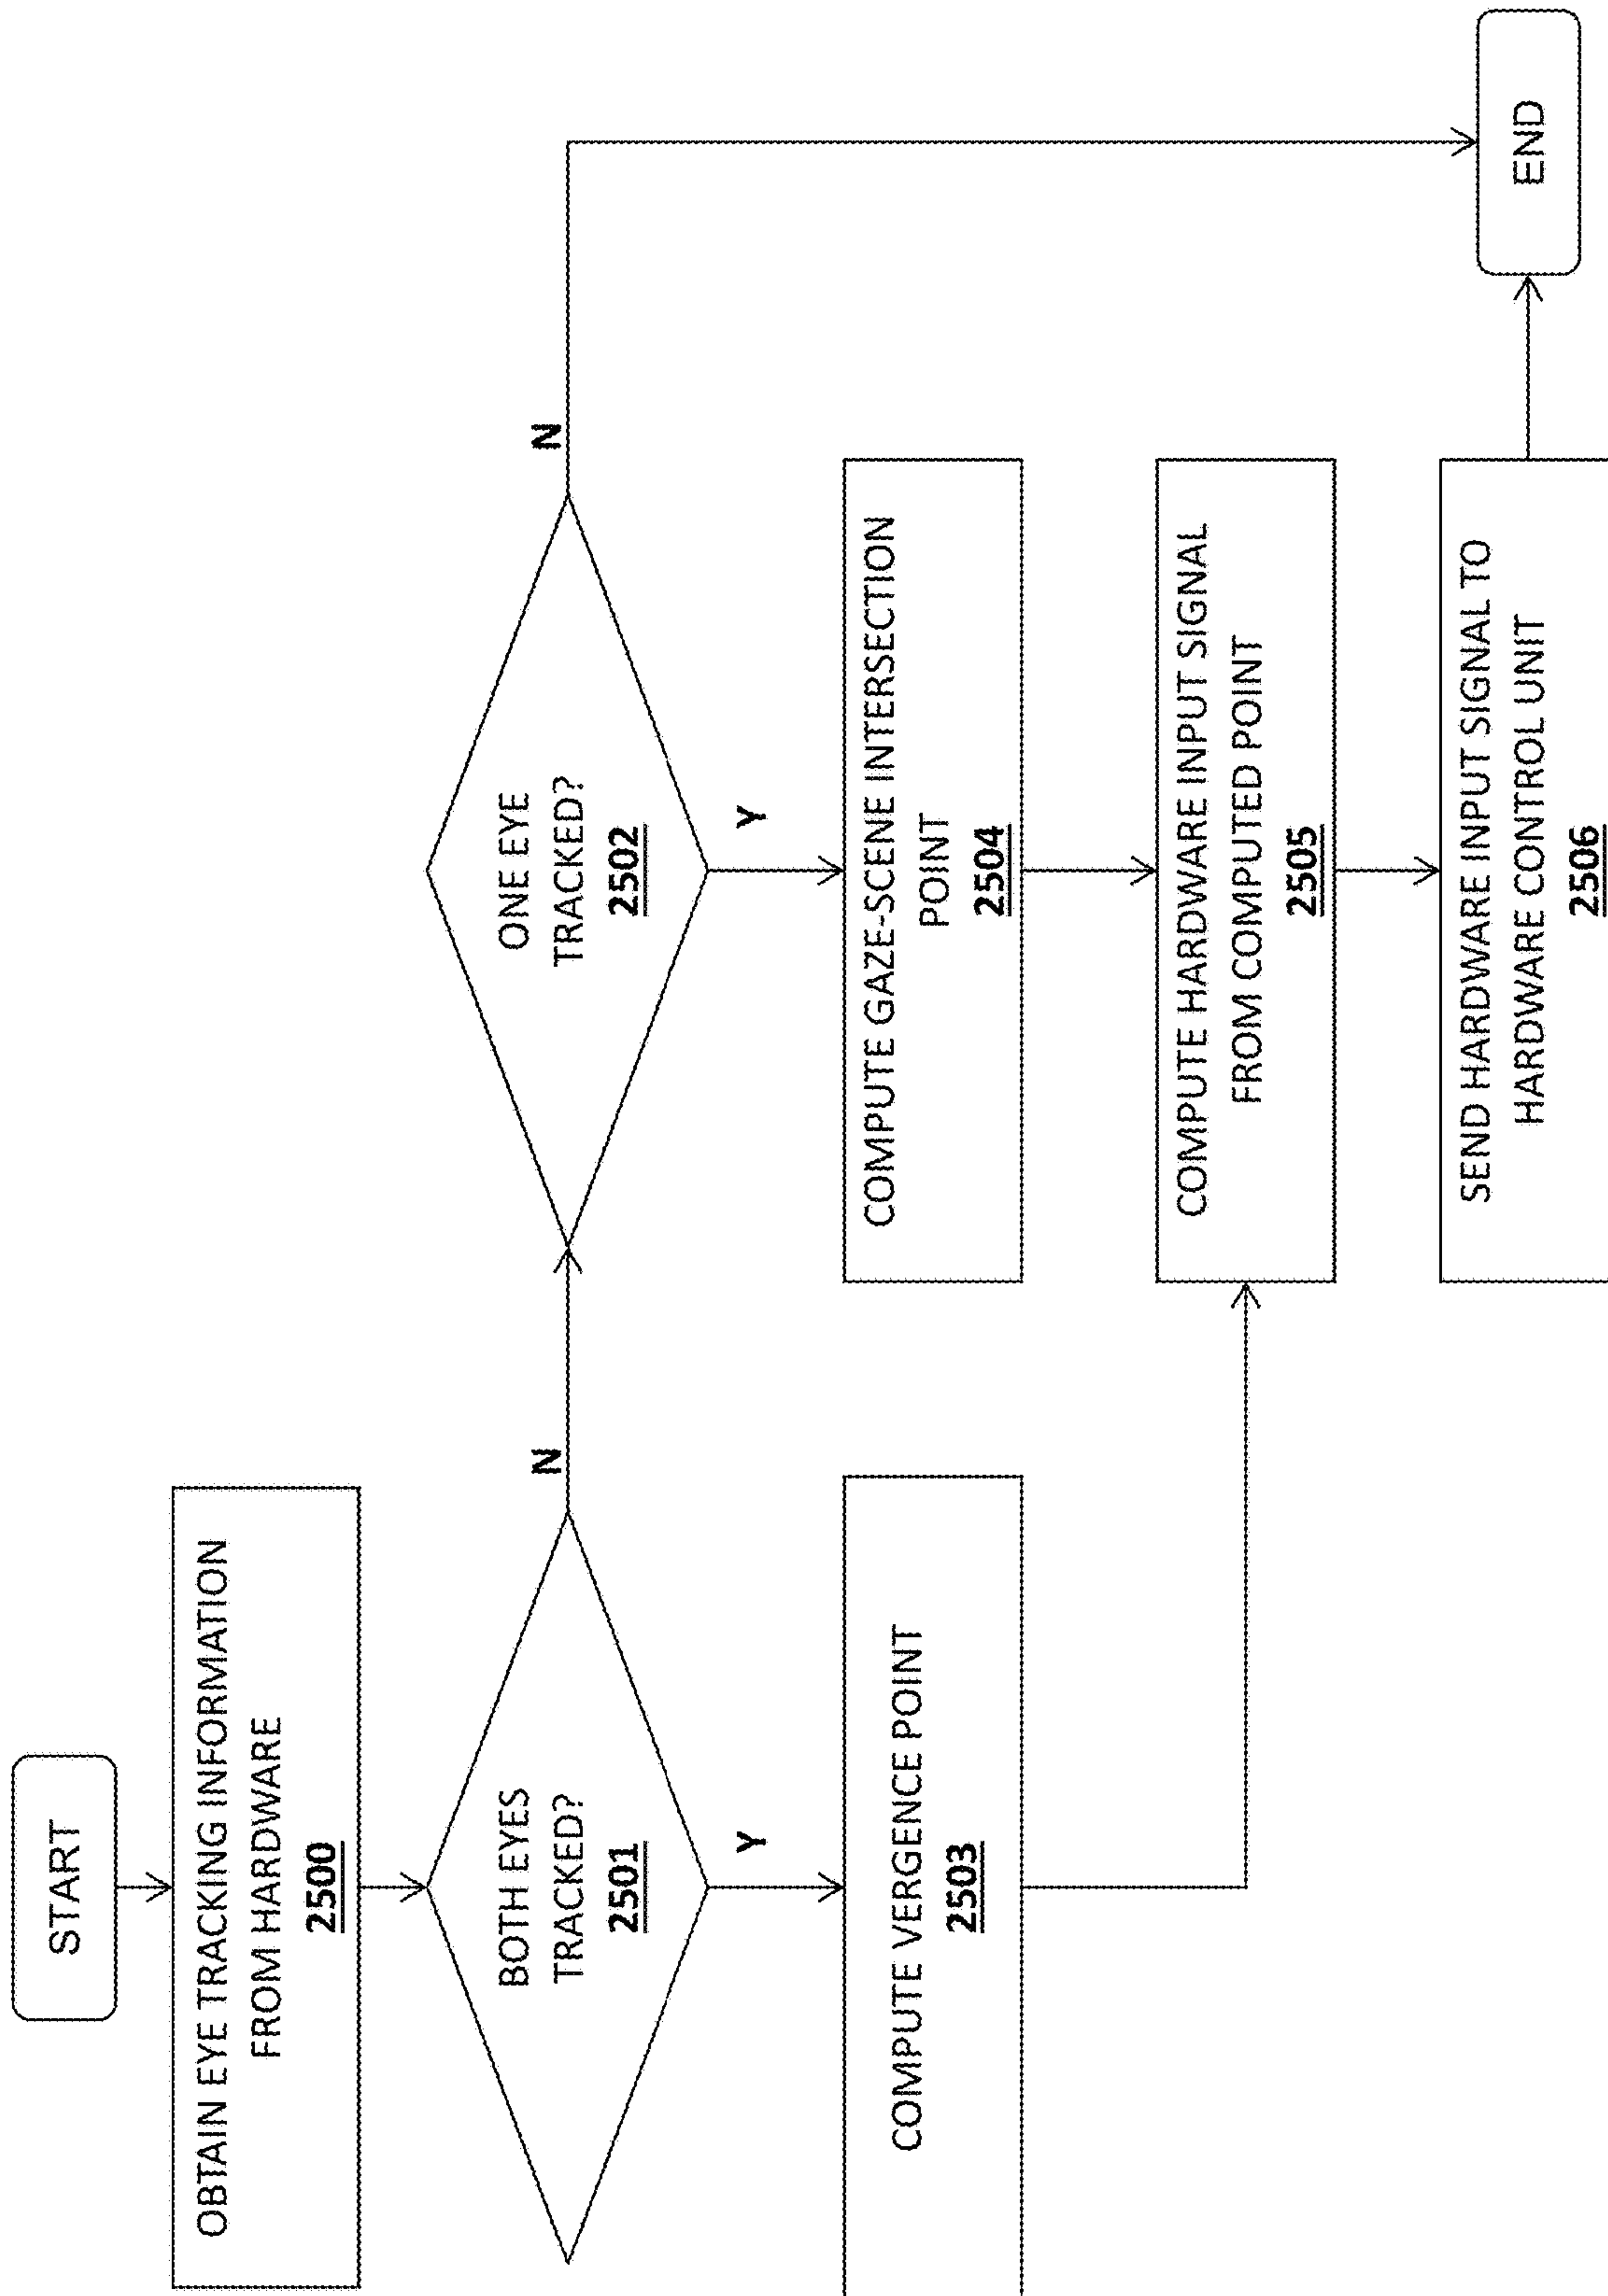 START
OBTAIN EYE TRACKING INFORMATION
FROM HARDWARE
2500
BOTH EYES
TRACKED?
2501
N
Y
ONE EYE
TRACKED?
2502
N
Y
COMPUTE VERGENCE POINT
2503
COMPUTE GAZE-SCENE INTERSECTION
POINT
2504
COMPUTE HARDWARE INPUT SIGNAL
FROM COMPUTED POINT
2505
SEND HARDWARE INPUT SIGNAL TO
HARDWARE CONTROL UNIT
2506
END